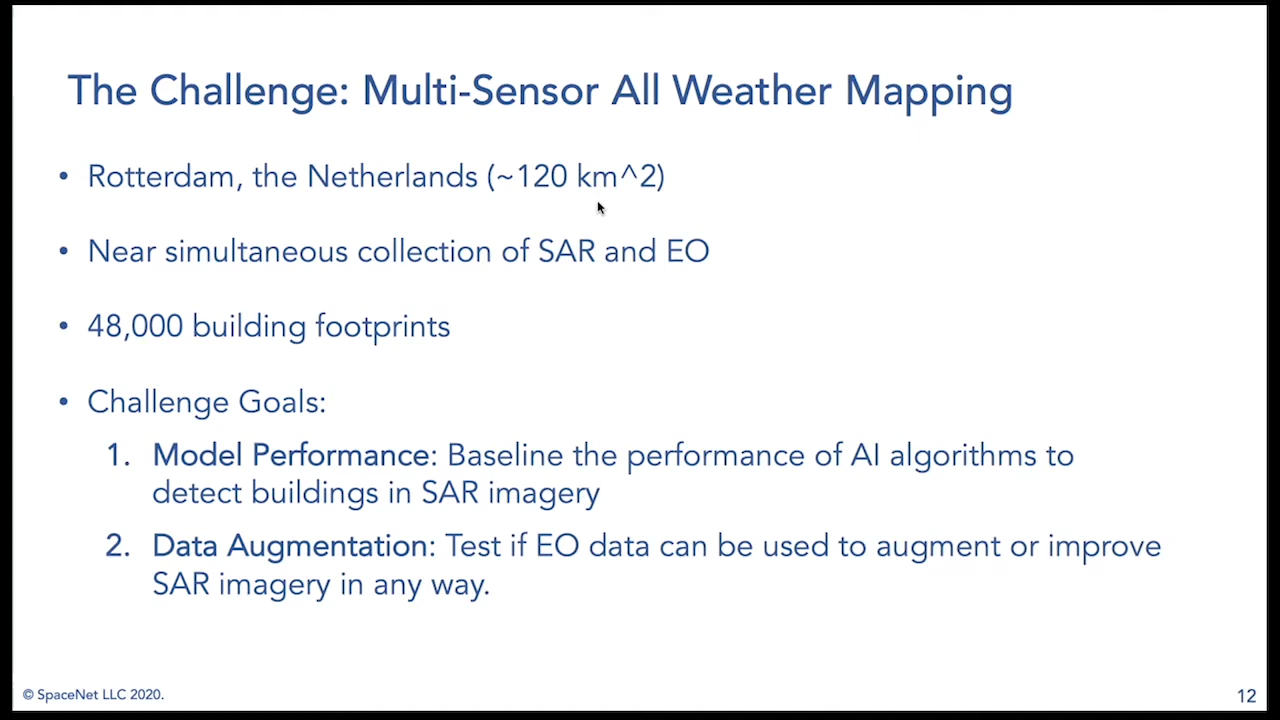 The Challenge: Multi-Sensor All Weather Mapping
• Rotterdam, the Netherlands (~120 km^2)
• Near simultaneous collection of SAR and EO
• 48,000 building footprints
• Challenge Goals:
1. Model Performance: Baseline the performance of AI algorithms to
detect buildings in SAR imagery
2. Data Augmentation: Test if EO data can be used to augment or improve
SAR imagery in any way.
© SpaceNet LLC 2020.
12